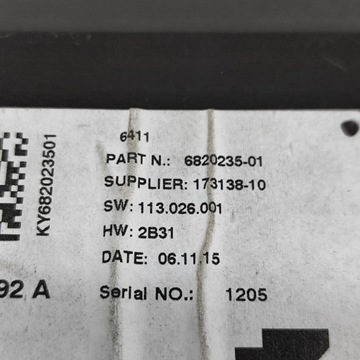 6411
PART N.: 6820235-01
SUPPLIER: 173138-10
SW: 113.026.001
HW: 2B31
DATE: 06.11.15
Serial NO.: 1205
KY682023501
92 A